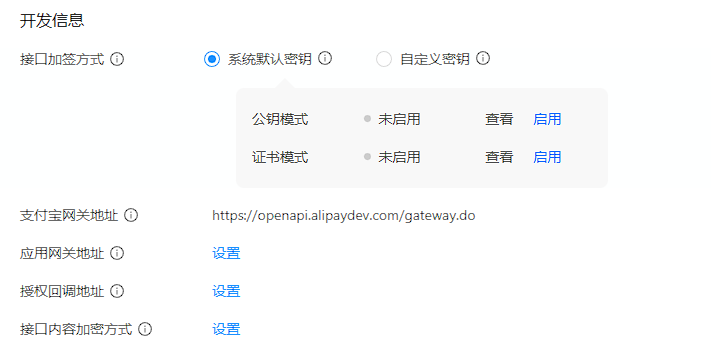 开发信息
接口加签方式 系统默认密钥 自定义密钥
公钥模式 未启用 查看 启用
证书模式 未启用 查看 启用
支付宝网关地址 https://openapi.alipaydev.com/gateway.do
应用网关地址 设置
授权回调地址 设置
接口内容加密方式 设置